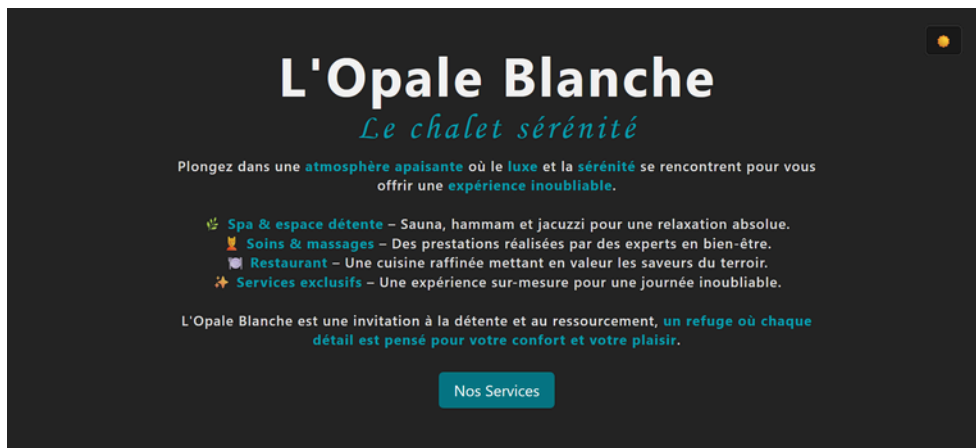 L'Opale Blanche
Le chalet sérénité
Plongez dans une atmosphère apaisante où le luxe et la sérénité se rencontrent pour vous
offrir une expérience inoubliable.
🌿 Spa & espace détente – Sauna, hammam et jacuzzi pour une relaxation absolue.
💆 Soins & massages – Des prestations réalisées par des experts en bien-être.
🍽️ Restaurant – Une cuisine raffinée mettant en valeur les saveurs du terroir.
✨ Services exclusifs – Une expérience sur-mesure pour une journée inoubliable.
L'Opale Blanche est une invitation à la détente et au ressourcement, un refuge où chaque
détail est pensé pour votre confort et votre plaisir.
Nos Services